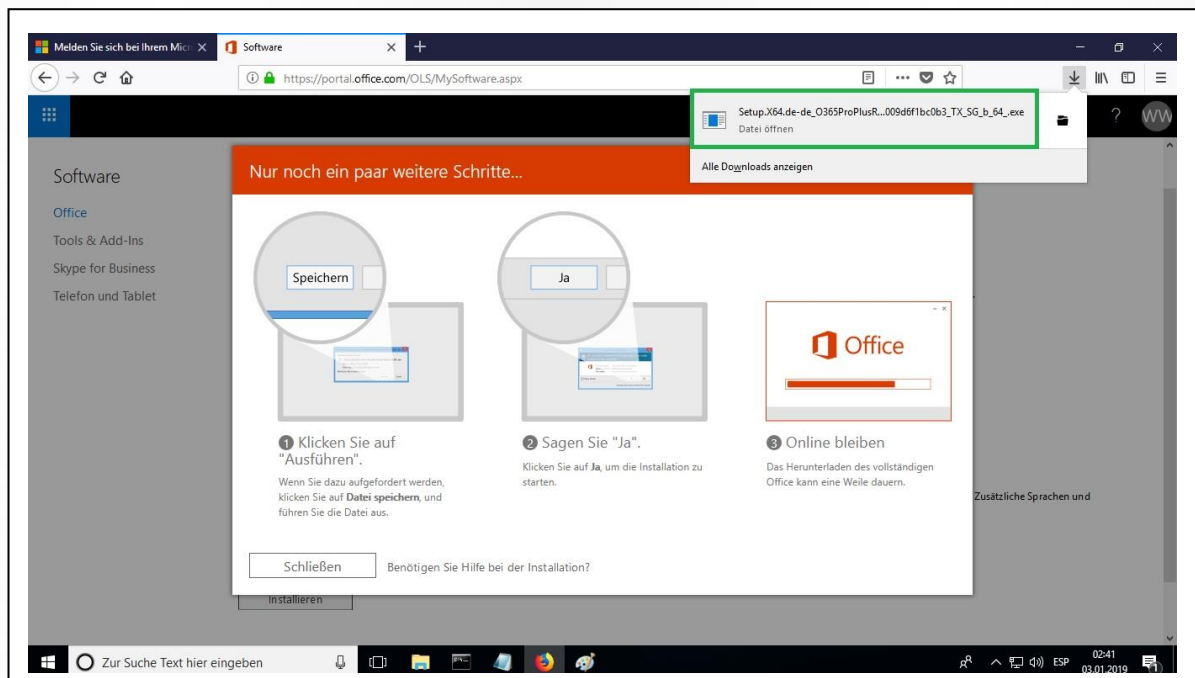 Melden Sie sich bei Ihrem Micr
Software
https://portal.office.com/OLS/MySoftware.aspx
Setup.X64.de-de_O365ProPlusR...009d6f1bc0b3_TX_SG_b_64_.exe
Datei öffnen
Alle Downloads anzeigen
?
WW
Software
Office
Tools & Add-Ins
Skype for Business
Telefon und Tablet
Nur noch ein paar weitere Schritte...
Speichern
Ja
Office
1 Klicken Sie auf
"Ausführen".
Wenn Sie dazu aufgefordert werden,
klicken Sie auf Datei speichern, und
führen Sie die Datei aus.
2 Sagen Sie "Ja".
Klicken Sie auf Ja, um die Installation zu
starten.
3 Online bleiben
Das Herunterladen des vollständigen
Office kann eine Weile dauern.
Zusätzliche Sprachen und
Schließen
Benötigen Sie Hilfe bei der Installation?
Installieren
Zur Suche Text hier eingeben
ESP
02:41
03.01.2019